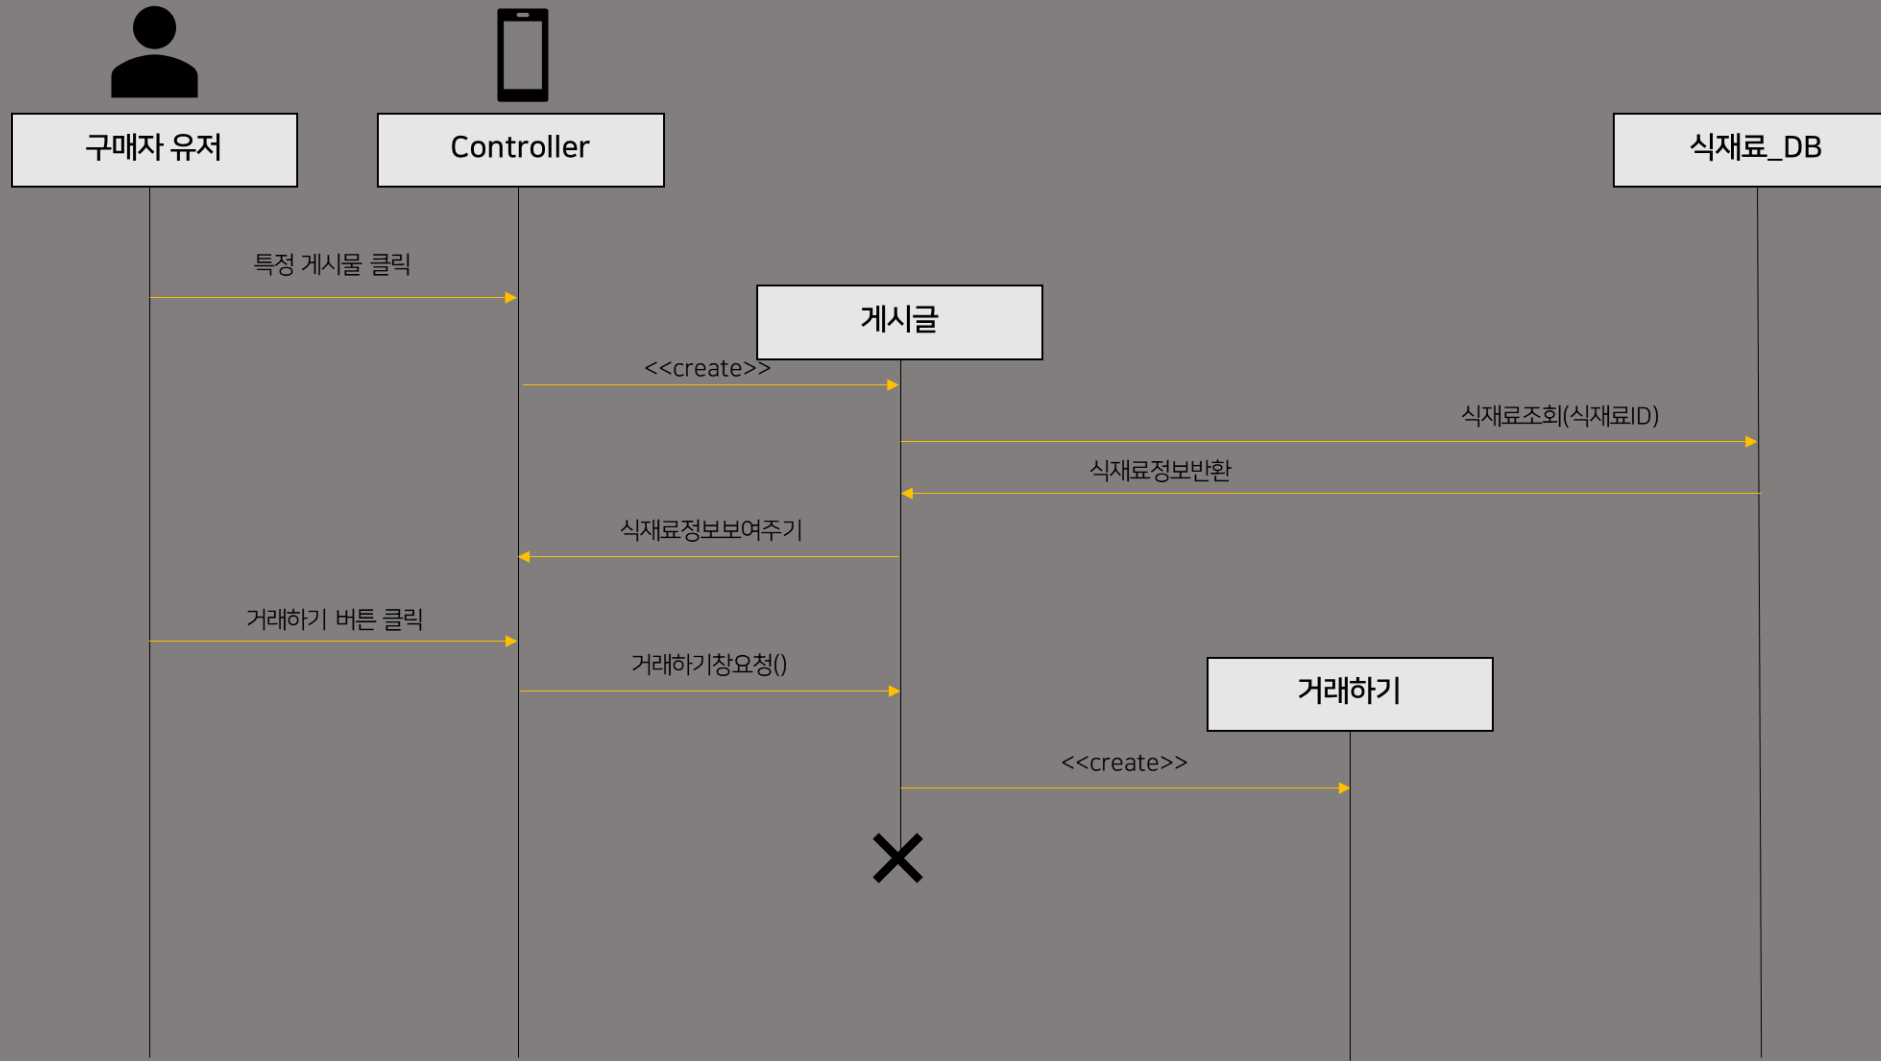 구매자 유저
Controller
식재료_DB
특정 게시물 클릭
게시글
<<create>>
식재료조회(식재료ID)
식재료정보반환
식재료정보보여주기
거래하기 버튼 클릭
거래하기창요청()
거래하기
<<create>>